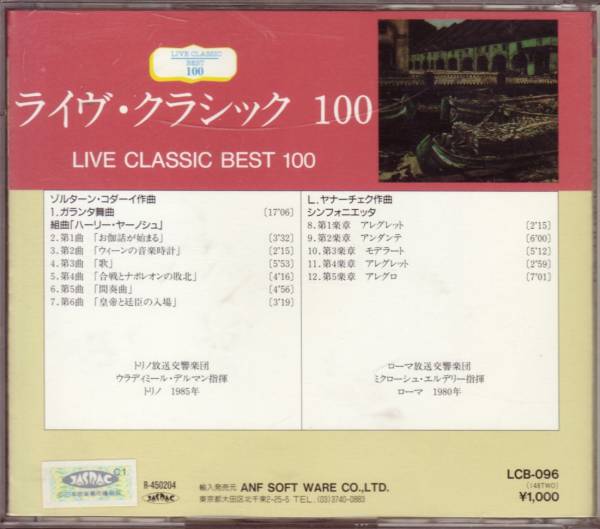 LIVE CLASSIC
BEST
100
ライヴ・クラシック 100
LIVE CLASSIC BEST 100
ゾルターン・コダーイ作曲
1. ガランタ舞曲 〔17'06〕
組曲「ハーリー・ヤーノシュ」
2. 第1曲 「お伽話が始まる」 〔3'32〕
3. 第2曲 「ウィーンの音楽時計」 〔2'15〕
4. 第3曲 「歌」 〔5'53〕
5. 第4曲 「合戦とナポレオンの敗北」 〔4'16〕
6. 第5曲 「間奏曲」 〔4'56〕
7. 第6曲 「皇帝と廷臣の入場」 〔3'19〕
トリノ放送交響楽団
ウラディミール・デルマン指揮
トリノ 1985年
L. ヤナーチェク作曲
シンフォニエッタ
8. 第1楽章 アレグレット 〔2'15〕
9. 第2楽章 アンダンテ 〔6'00〕
10. 第3楽章 モデラート 〔5'12〕
11. 第4楽章 アレグレット 〔2'59〕
12. 第5楽章 アレグロ 〔7'01〕
ローマ放送交響楽団
ミクローシュ・エルデリー指揮
ローマ 1980年
C1
JASRAC
R-450204
JASRAC
輸入発売元 ANF SOFT WARE CO.,LTD.
東京都大田区北千束2-25-6 TEL. (03)3740-0883
LCB-096
(148TWO)
¥1,000